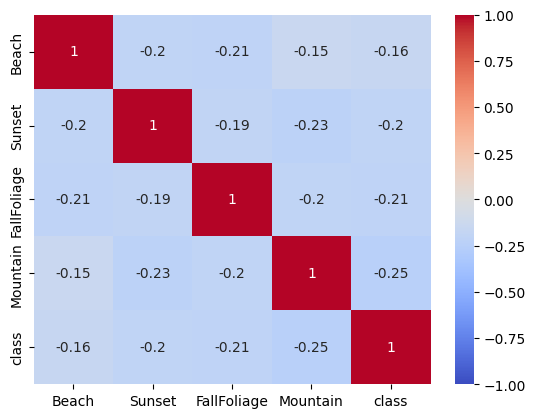 Beach 1 -0.2 -0.21 -0.15 -0.16
Sunset -0.2 1 -0.19 -0.23 -0.2
FallFoliage -0.21 -0.19 1 -0.2 -0.21
Mountain -0.15 -0.23 -0.2 1 -0.25
class -0.16 -0.2 -0.21 -0.25 1
Beach Sunset FallFoliage Mountain class
1.00
0.75
0.50
0.25
0.00
−0.25
−0.50
−0.75
−1.00